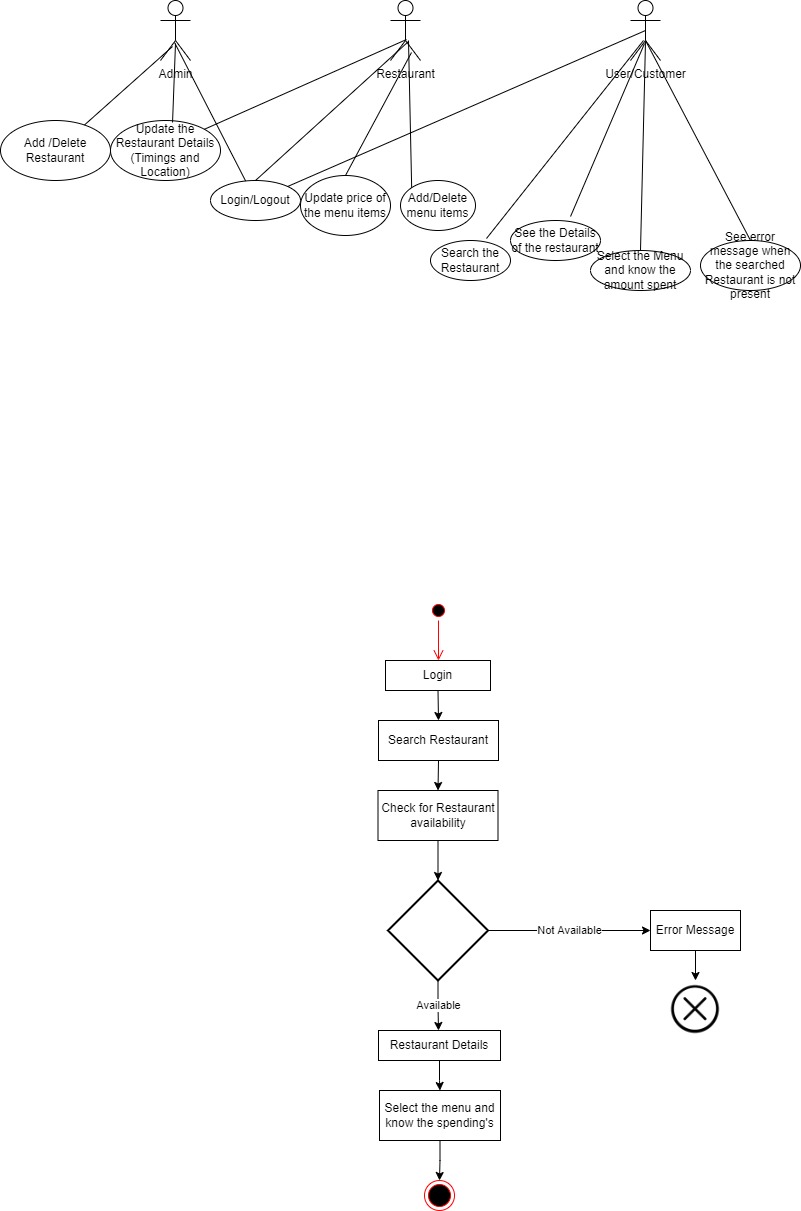 Admin
Restaurant
User/Customer
Add /Delete
Restaurant
Update the
Restaurant Details
(Timings and
Location)
Login/Logout
Update price of
the menu items
Add/Delete
menu items
Search the
Restaurant
See the Details
of the restaurant
Select the Menu
and know the
amount spent
See error
message when
the searched
Restaurant is not
present
Login
Search Restaurant
Check for Restaurant
availability
Not Available
Error Message
Available
Restaurant Details
Select the menu and
know the spending's